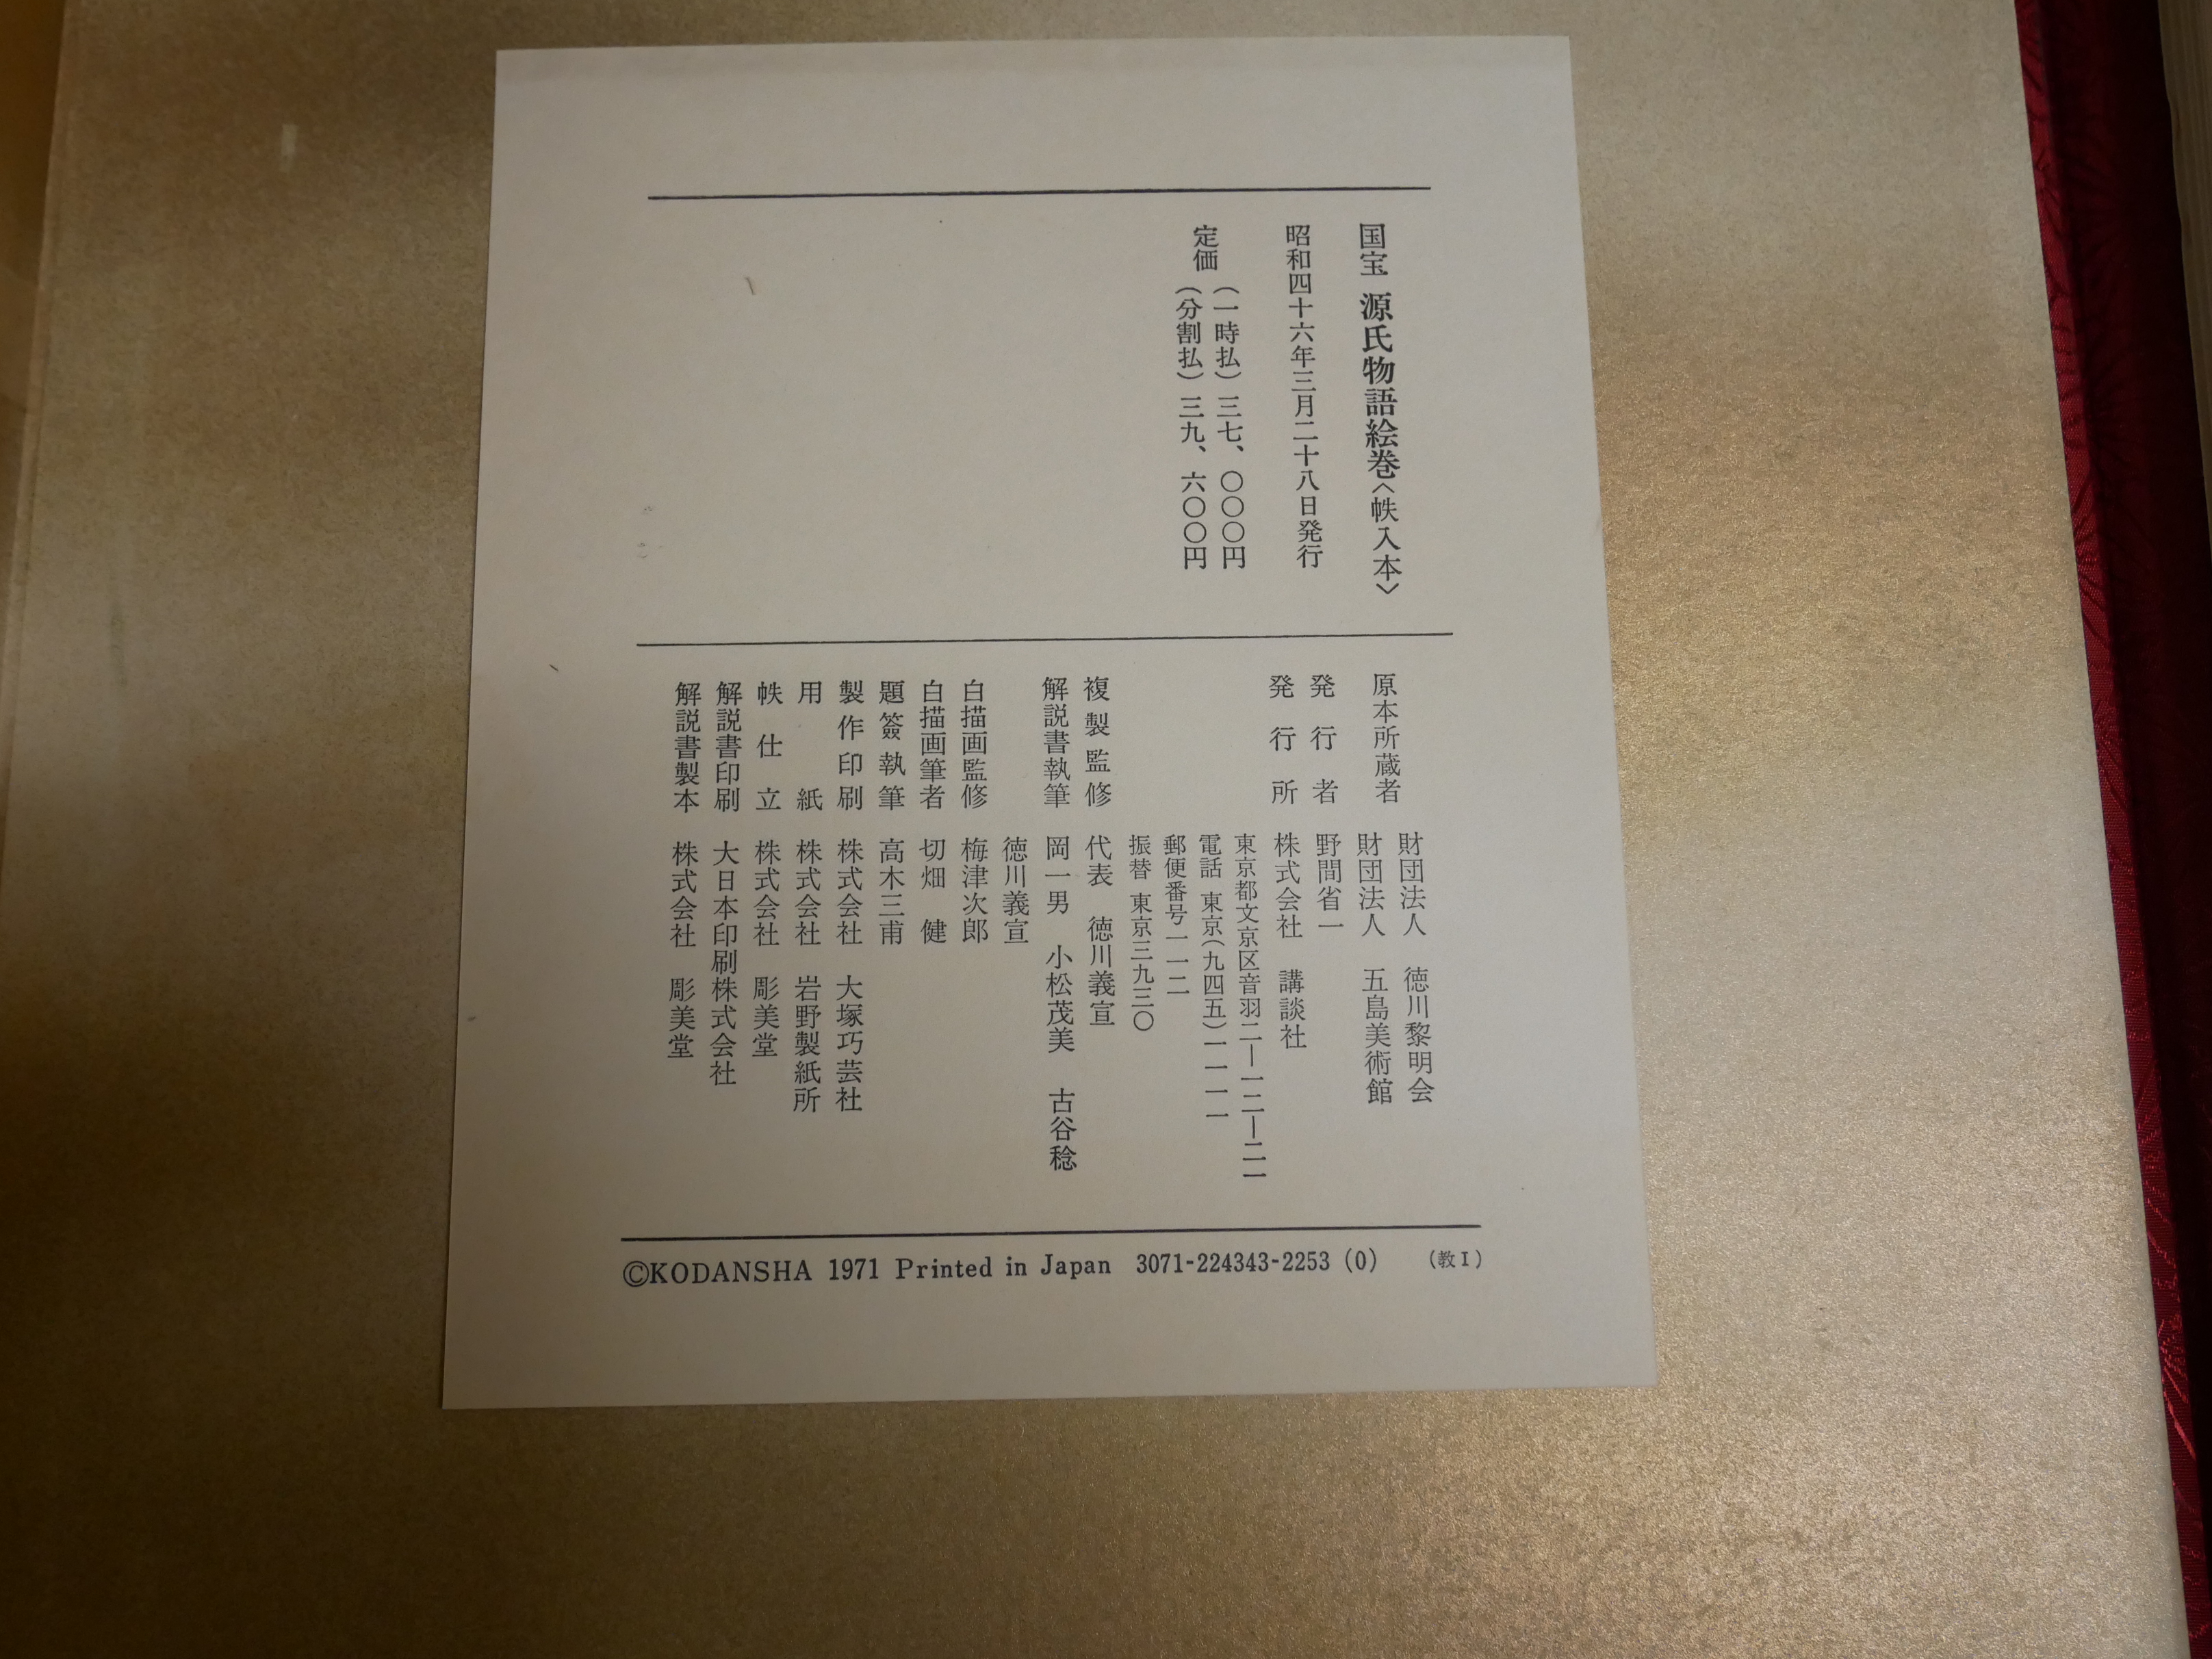 国宝 源氏物語絵巻〈帙入本〉
昭和四十六年三月二十八日発行
定価 (一時払) 三七、〇〇〇円
(分割払) 三九、六〇〇円
原本所蔵者 財団法人 徳川黎明会
財団法人 五島美術館
発行者 野間省一
発行所 株式会社 講談社
東京都文京区音羽二—一二—二一
電話 東京(九四五)一一一一
郵便番号一一二
振替 東京三九三〇
複製監修 代表 徳川義宣
解説書執筆 岡一男 小松茂美 古谷稔
徳川義宣
白描画監修 梅津次郎
白描画筆者 切畑 健
題簽執筆 高木三甫
製作印刷 株式会社 大塚巧芸社
用紙 株式会社 岩野製紙所
帙仕立 株式会社 彫美堂
解説書印刷 大日本印刷株式会社
解説書製本 株式会社 彫美堂
©KODANSHA 1971 Printed in Japan 3071-224343-2253 (0) (教I)